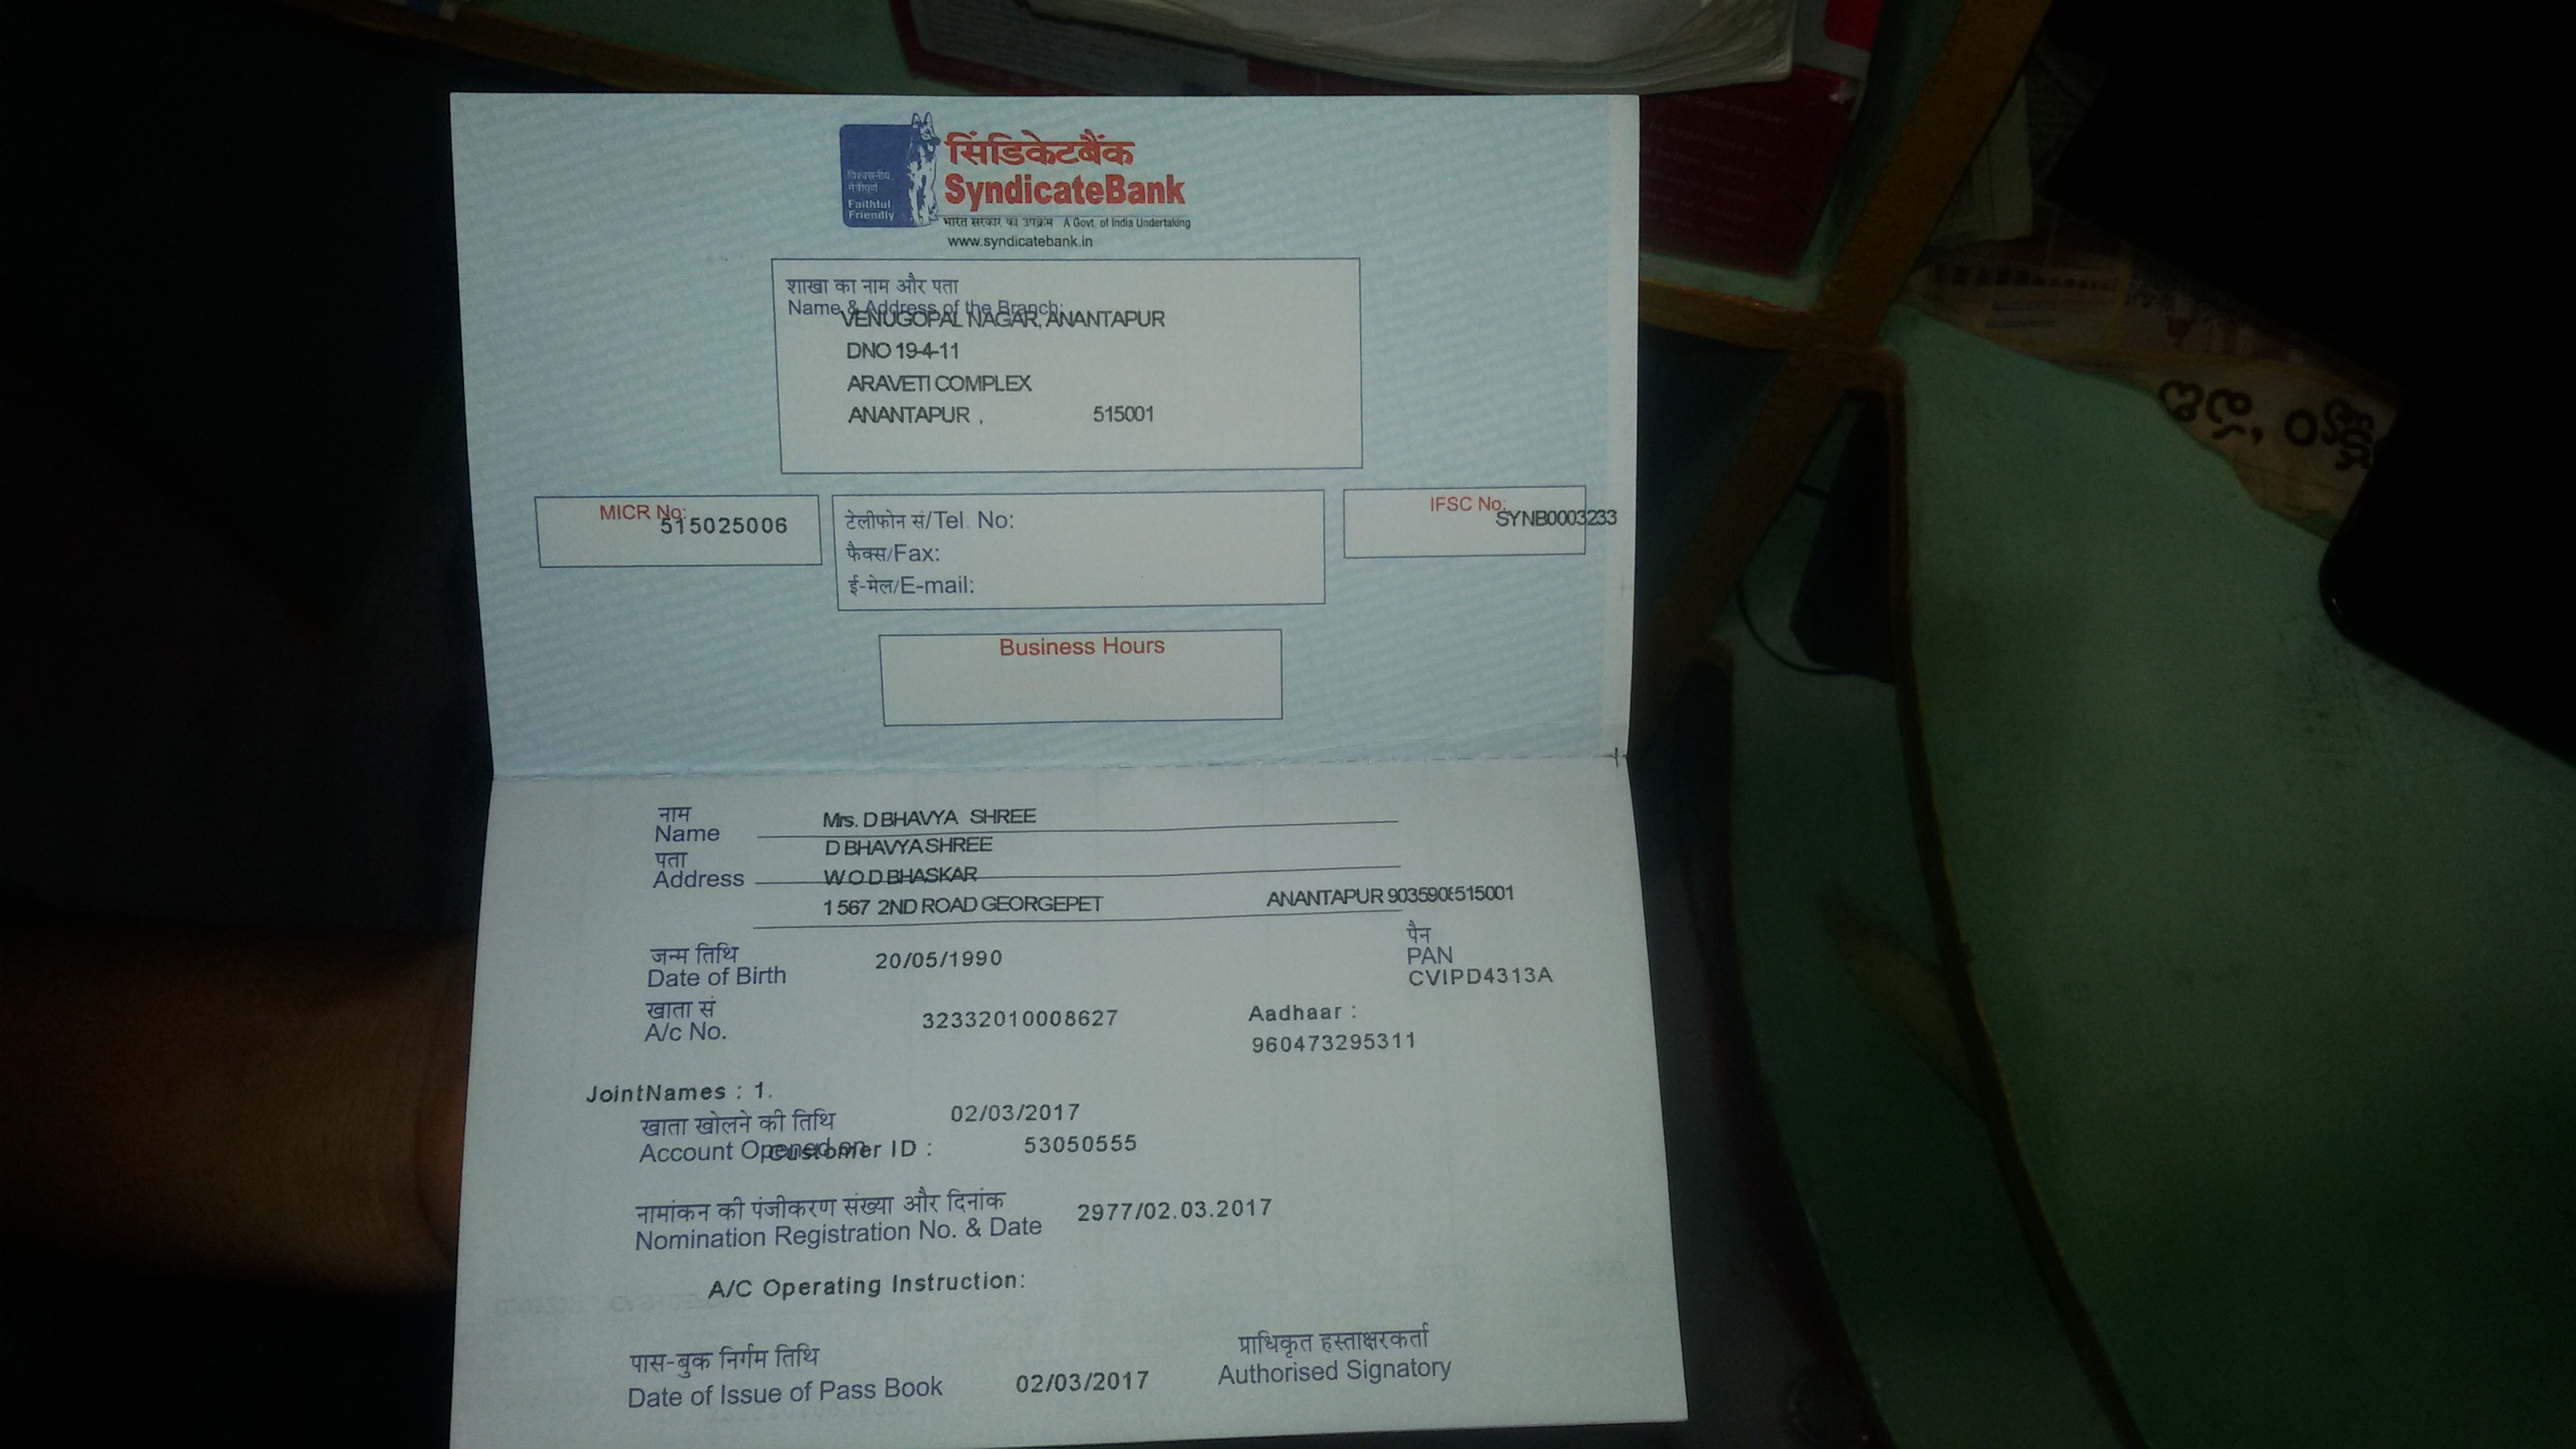 विश्वसनीय,
मैत्रीपूर्ण
Faithful
Friendly
सिंडिकेटबैंक
SyndicateBank
भारत सरकार का उपक्रम A Govt. of India Undertaking
www.syndicatebank.in
शाखा का नाम और पता
Name & Address of the Branch:
VENUGOPAL NAGAR, ANANTAPUR
DNO 19-4-11
ARAVETI COMPLEX
ANANTAPUR , 515001
MICR No:
515025006
टेलीफोन सं/Tel. No:
फैक्स/Fax:
ई-मेल/E-mail:
IFSC No:
SYNB0003233
Business Hours
नाम
Name Mrs. D BHAVYA SHREE
पता D BHAVYA SHREE
Address W O D BHASKAR
1 567 2ND ROAD GEORGEPET ANANTAPUR 515001
जन्म तिथि
Date of Birth 20/05/1990
पैन
PAN
CVIPD4313A
खाता सं
A/c No. 32332010008627
Aadhaar :
960473295311
JointNames : 1.
खाता खोलने की तिथि 02/03/2017
Account Opened on
Customer ID : 53050555
नामांकन की पंजीकरण संख्या और दिनांक
Nomination Registration No. & Date 2977/02.03.2017
A/C Operating Instruction:
पास-बुक निर्गम तिथि
Date of Issue of Pass Book 02/03/2017
प्राधिकृत हस्ताक्षरकर्ता
Authorised Signatory